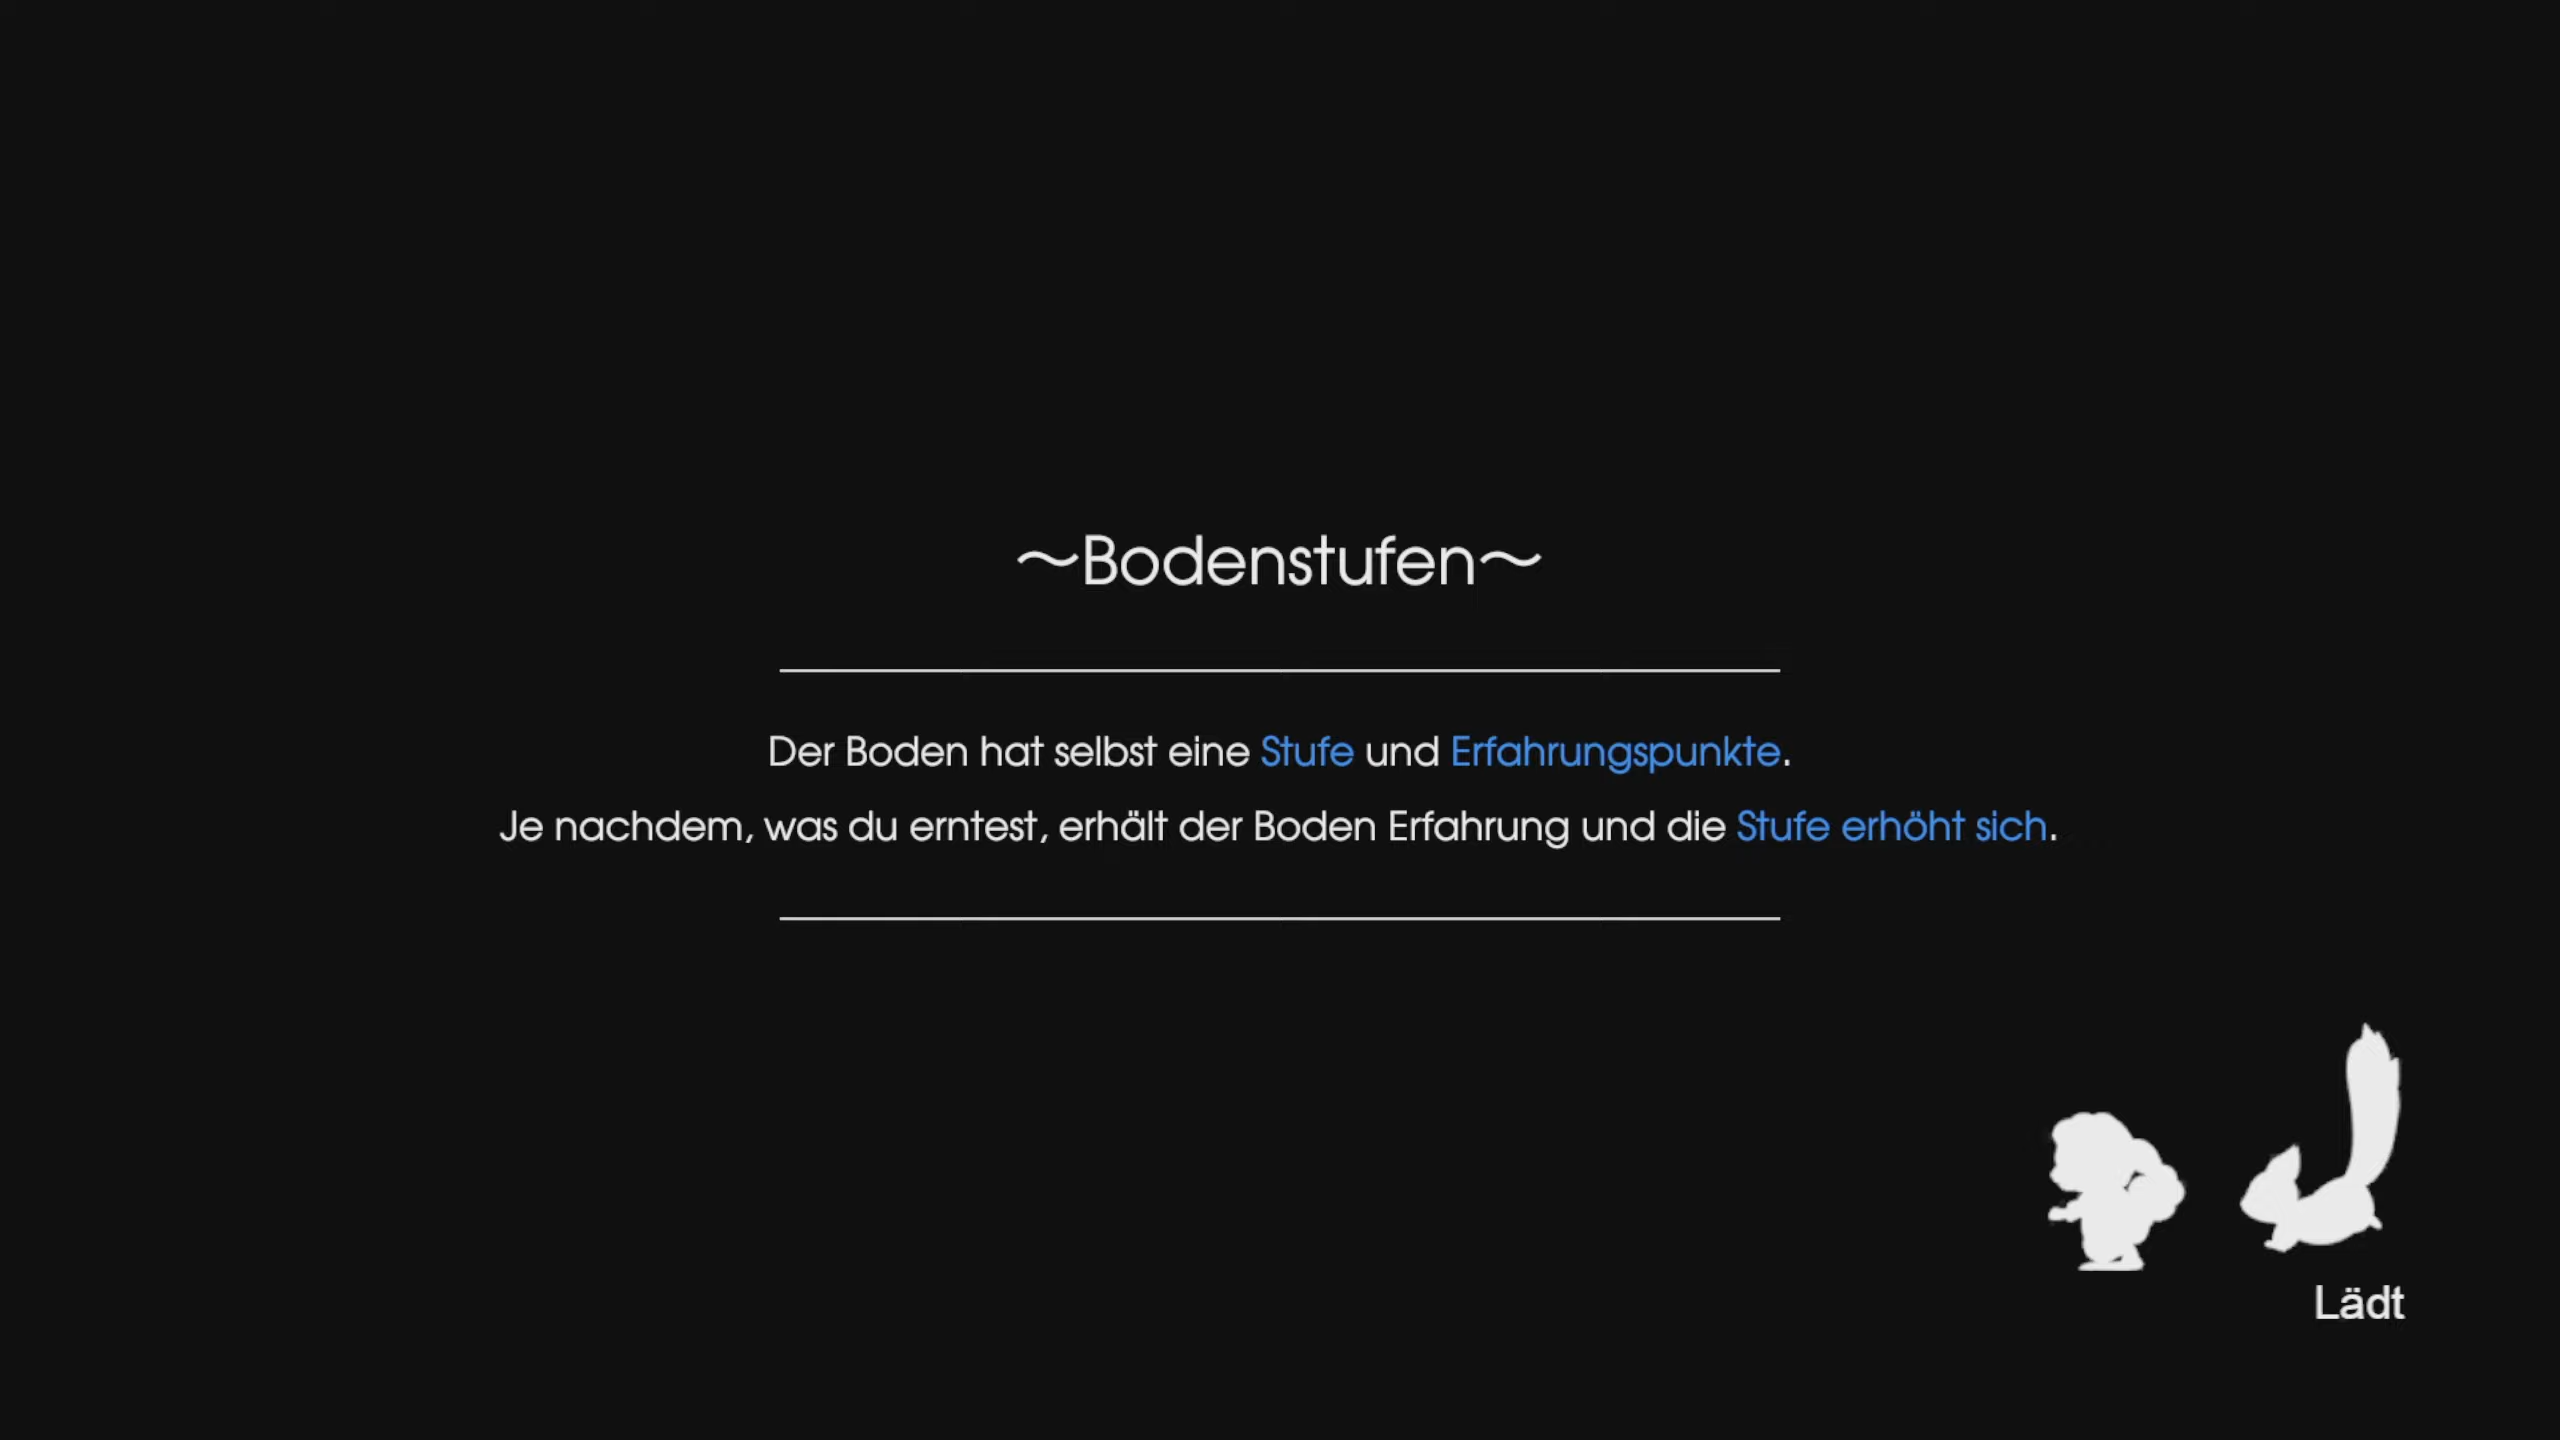 ～Bodenstufen～
Der Boden hat selbst eine Stufe und Erfahrungspunkte.
Je nachdem, was du erntest, erhält der Boden Erfahrung und die Stufe erhöht sich.
Lädt